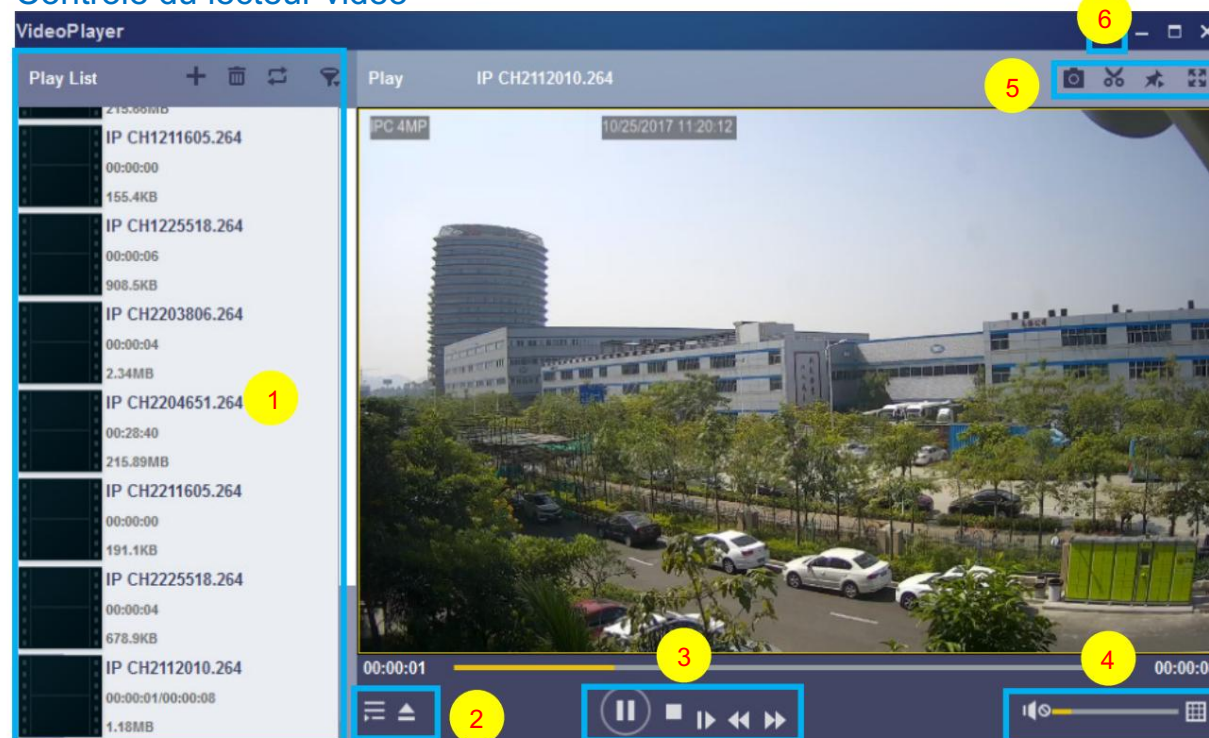 Contrôle du lecteur vidéo
VideoPlayer
6
Play List
Play IP CH2112010.264
5
215.88MB
IP CH1211605.264
00:00:00
155.4KB
IP CH1225518.264
00:00:06
908.5KB
IP CH2203806.264
00:00:04
2.34MB
IP CH2204651.264
00:28:40
215.89MB
1
IP CH2211605.264
00:00:00
191.1KB
IP CH2225518.264
00:00:04
678.9KB
IP CH2112010.264
00:00:01/00:00:08
1.18MB
IPC 4MP
10/25/2017 11:20:12
00:00:01
3
4
00:00:0
2